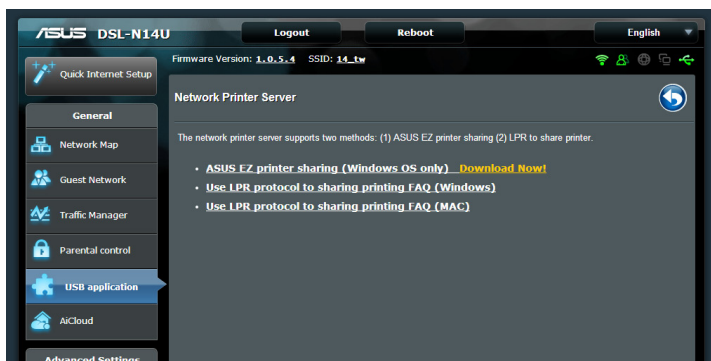 ASUS DSL-N14U
Logout
Reboot
English
Quick Internet Setup
Firmware Version: 1.0.5.4 SSID: 14_tw
General
Network Map
Guest Network
Traffic Manager
Parental control
USB application
AiCloud
Advanced Settings
Network Printer Server
The network printer server supports two methods: (1) ASUS EZ printer sharing (2) LPR to share printer.
ASUS EZ printer sharing (Windows OS only) Download Now!
Use LPR protocol to sharing printing FAQ (Windows)
Use LPR protocol to sharing printing FAQ (MAC)